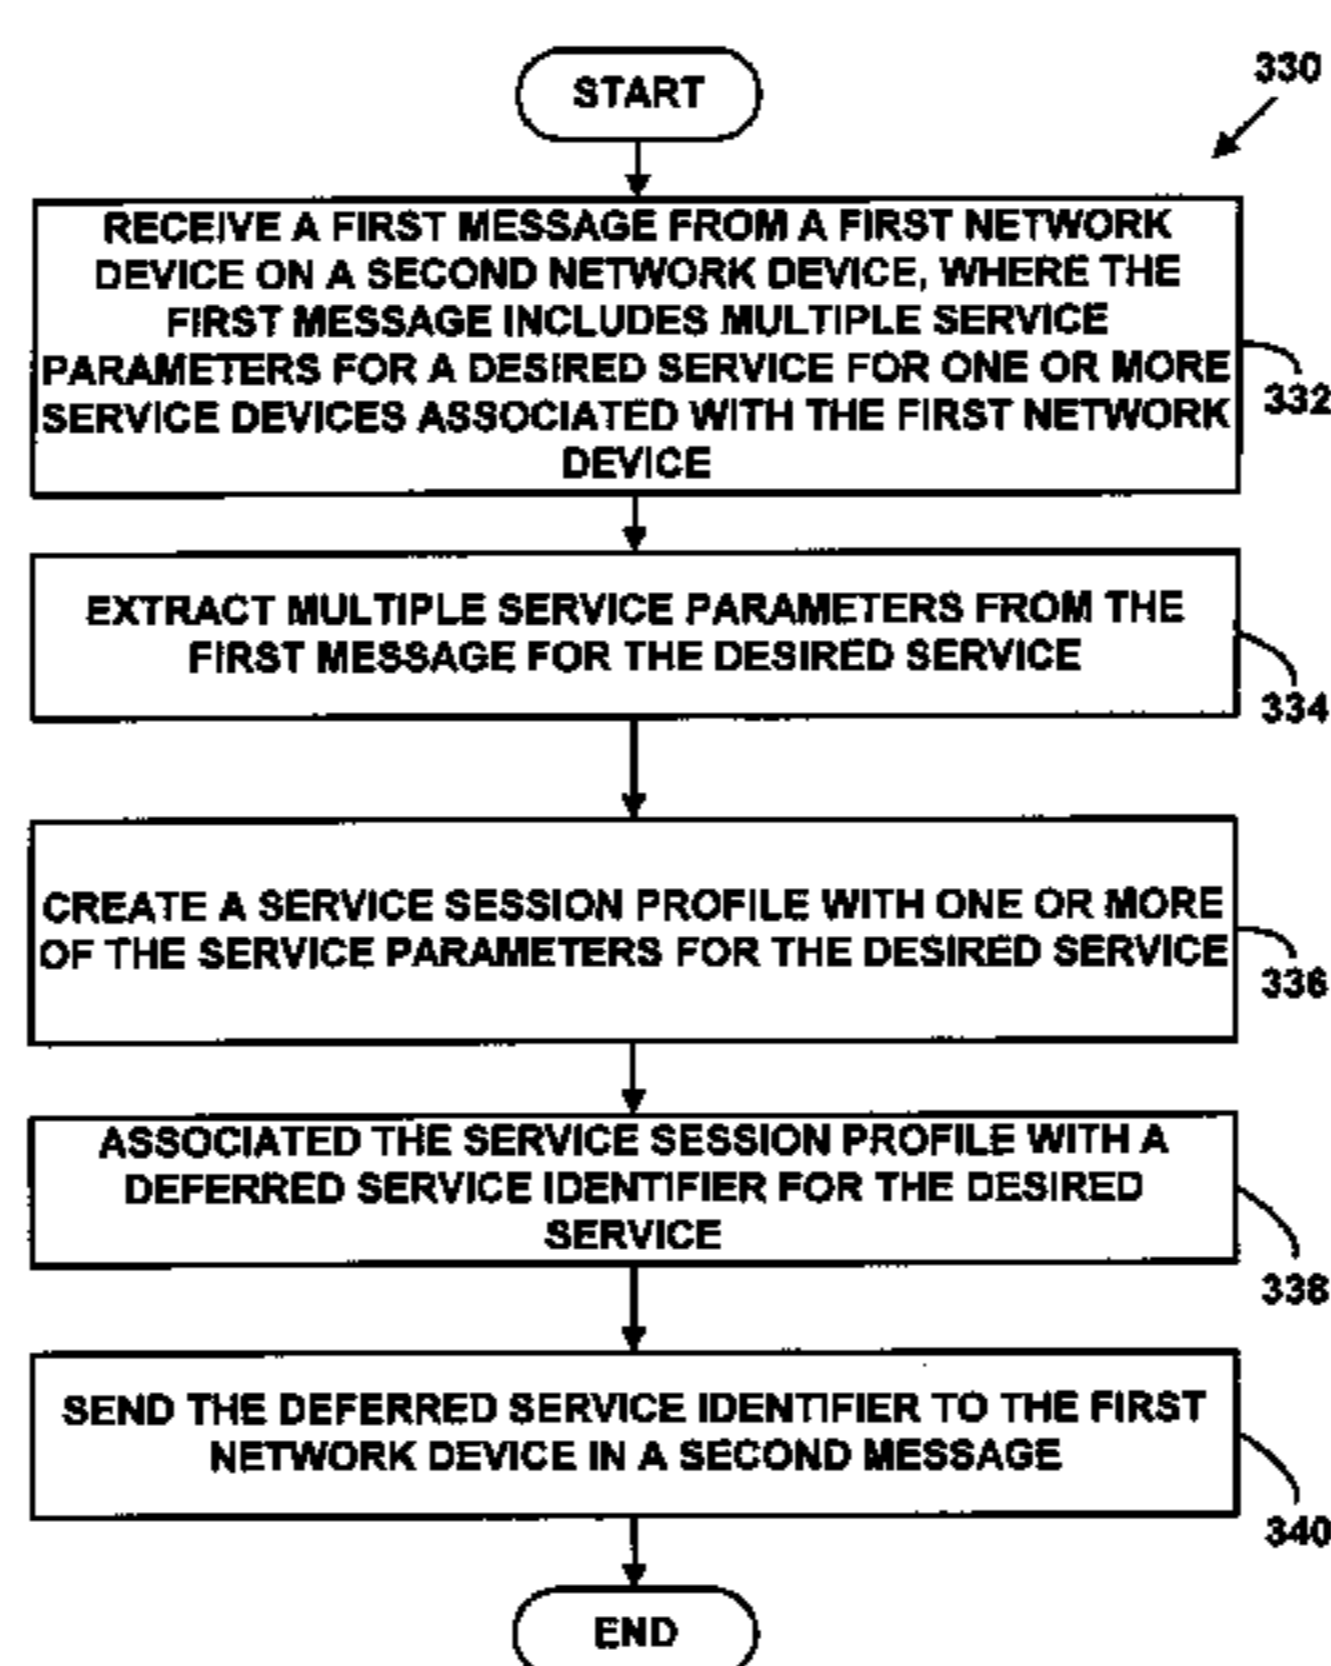 START
330
RECEIVE A FIRST MESSAGE FROM A FIRST NETWORK
DEVICE ON A SECOND NETWORK DEVICE, WHERE THE
FIRST MESSAGE INCLUDES MULTIPLE SERVICE
PARAMETERS FOR A DESIRED SERVICE FOR ONE OR MORE
SERVICE DEVICES ASSOCIATED WITH THE FIRST NETWORK
DEVICE
332
EXTRACT MULTIPLE SERVICE PARAMETERS FROM THE
FIRST MESSAGE FOR THE DESIRED SERVICE
334
CREATE A SERVICE SESSION PROFILE WITH ONE OR MORE
OF THE SERVICE PARAMETERS FOR THE DESIRED SERVICE
336
ASSOCIATED THE SERVICE SESSION PROFILE WITH A
DEFERRED SERVICE IDENTIFIER FOR THE DESIRED
SERVICE
338
SEND THE DEFERRED SERVICE IDENTIFIER TO THE FIRST
NETWORK DEVICE IN A SECOND MESSAGE
340
END